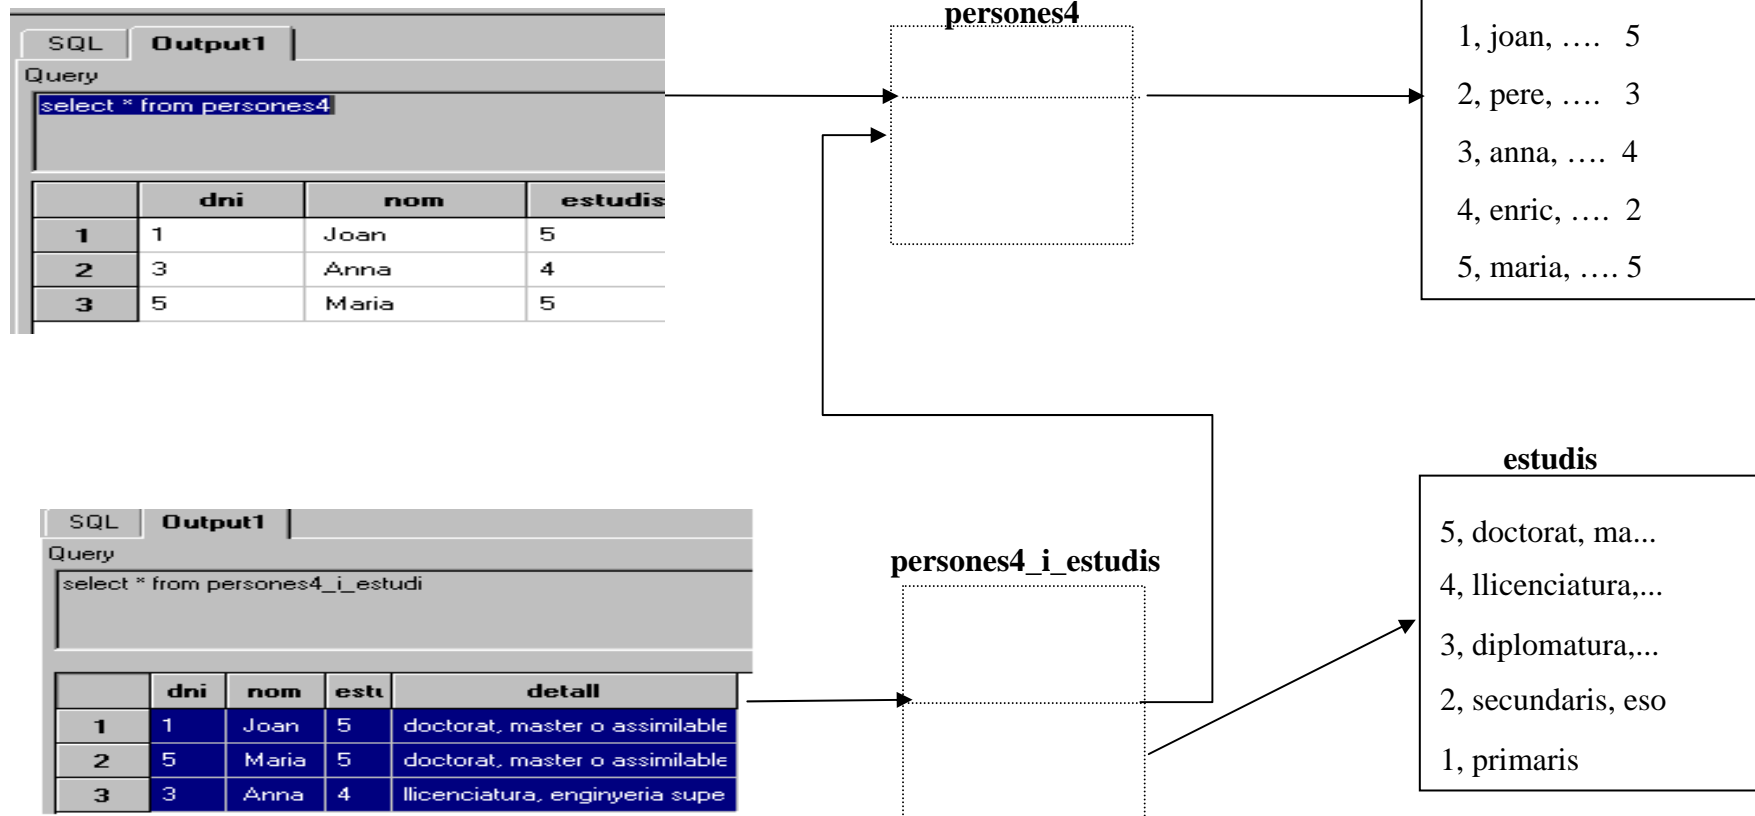 SQL Output1
Query
select * from persones4
dni nom estudis
1 1 Joan 5
2 3 Anna 4
3 5 Maria 5
persones4
1, joan, .... 5
2, pere, .... 3
3, anna, .... 4
4, enric, .... 2
5, maria, .... 5
SQL Output1
Query
select * from persones4_i_estudi
dni nom estu detall
1 1 Joan 5 doctorat, master o assimilable
2 5 Maria 5 doctorat, master o assimilable
3 3 Anna 4 llicenciatura, enginyeria supe
persones4_i_estudis
estudis
5, doctorat, ma...
4, llicenciatura,...
3, diplomatura,...
2, secundaris, eso
1, primaris